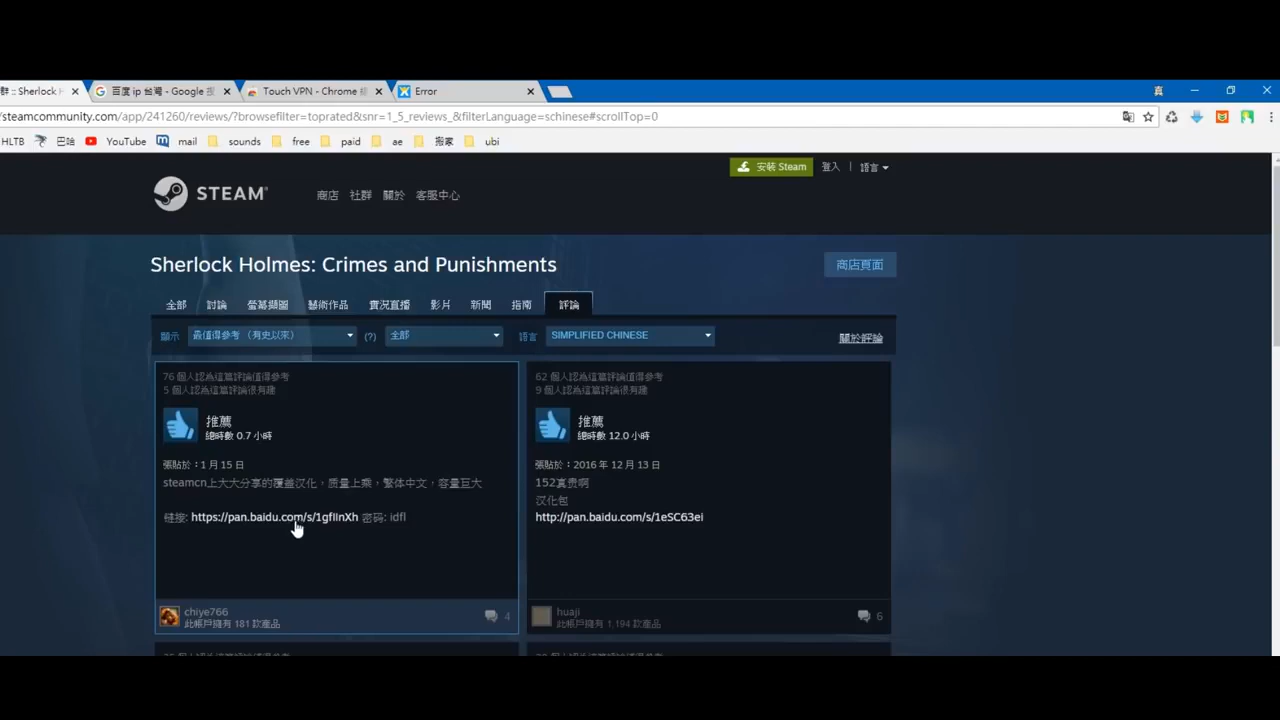 群 :: Sherlock H
百度 ip 台灣 - Google 搜
Touch VPN - Chrome 線
Error
steamcommunity.com/app/241260/reviews/?browsefilter=toprated&snr=1_5_reviews_&filterLanguage=schinese#scrollTop=0
HLTB
巴哈
YouTube
mail
sounds
free
paid
ae
搬家
ubi
安裝 Steam
登入
語言
STEAM
商店
社群
關於
客服中心
Sherlock Holmes: Crimes and Punishments
商店頁面
全部
討論
螢幕擷圖
藝術作品
實況直播
影片
新聞
指南
評論
顯示
最值得參考 （有史以來）
(?)
全部
語言
SIMPLIFIED CHINESE
關於評論
76 個人認為這篇評論值得參考
5 個人認為這篇評論很有趣
推薦
總時數 0.7 小時
張貼於：1 月 15 日
steamcn上大大分享的覆盖汉化，质量上乘，繁体中文，容量巨大
链接: https://pan.baidu.com/s/1gfIinXh 密码: idfl
chiye766
此帳戶擁有 181 款產品
4
62 個人認為這篇評論值得參考
9 個人認為這篇評論很有趣
推薦
總時數 12.0 小時
張貼於：2016 年 12 月 13 日
152真贵啊
汉化包
http://pan.baidu.com/s/1eSC63ei
huaji
此帳戶擁有 1,194 款產品
6